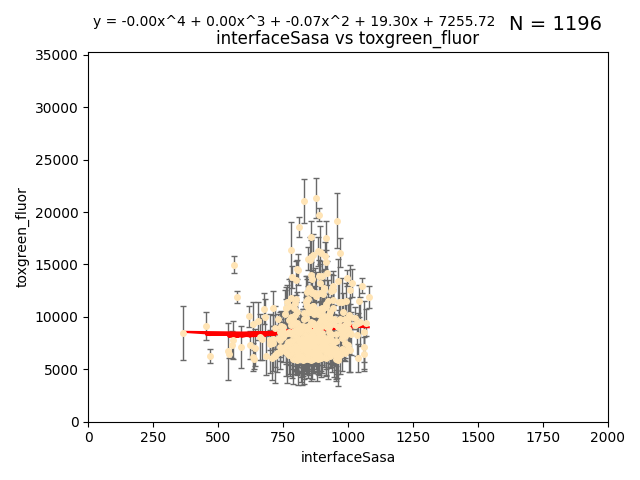 y = -0.00x^4 + 0.00x^3 + -0.07x^2 + 19.30x + 7255.72
N = 1196
interfaceSasa vs toxgreen_fluor
35000
30000
25000
20000
15000
10000
5000
0
toxgreen_fluor
0 250 500 750 1000 1250 1500 1750 2000
interfaceSasa